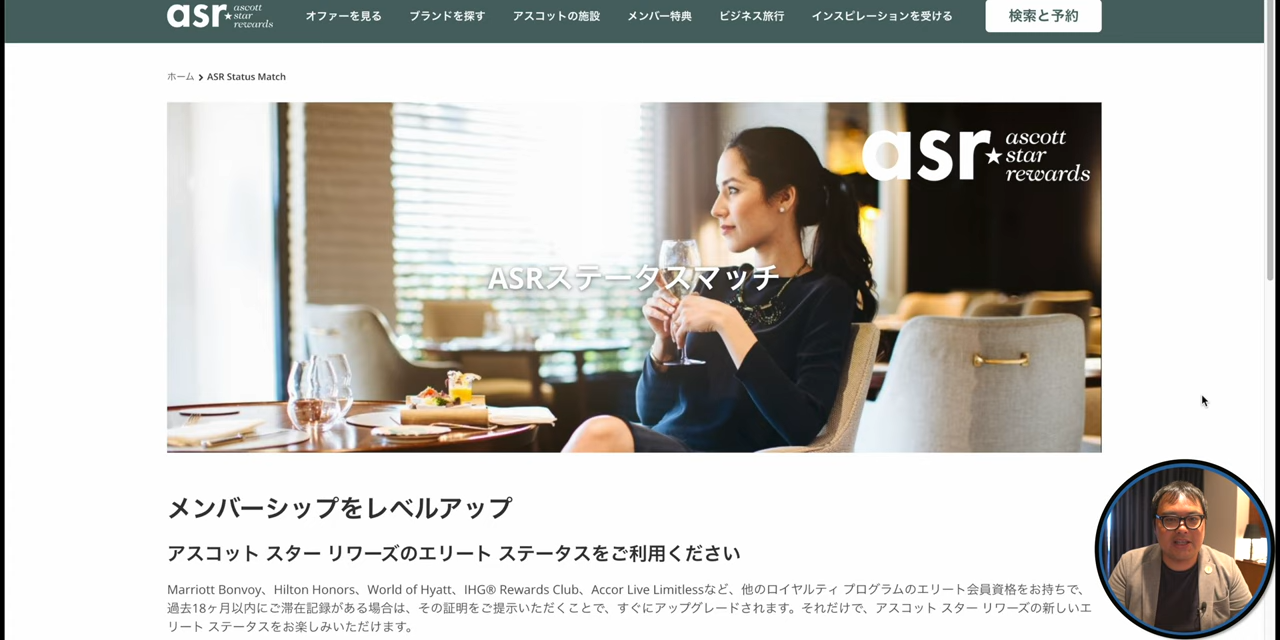 asr★ascott star rewards
オファーを見る ブランドを探す アスコットの施設 メンバー特典 ビジネス旅行 インスピレーションを受ける 検索と予約
ホーム > ASR Status Match
asr★ascott star rewards
ASRステータスマッチ
メンバーシップをレベルアップ
アスコット スター リワーズのエリート ステータスをご利用ください
Marriott Bonvoy、Hilton Honors、World of Hyatt、IHG® Rewards Club、Accor Live Limitlessなど、他のロイヤルティ プログラムのエリート会員資格をお持ちで、
過去18ヶ月以内にご滞在記録がある場合は、その証明をご提示いただくことで、すぐにアップグレードされます。それだけで、アスコット スター リワーズの新しいエ
リート ステータスをお楽しみいただけます。